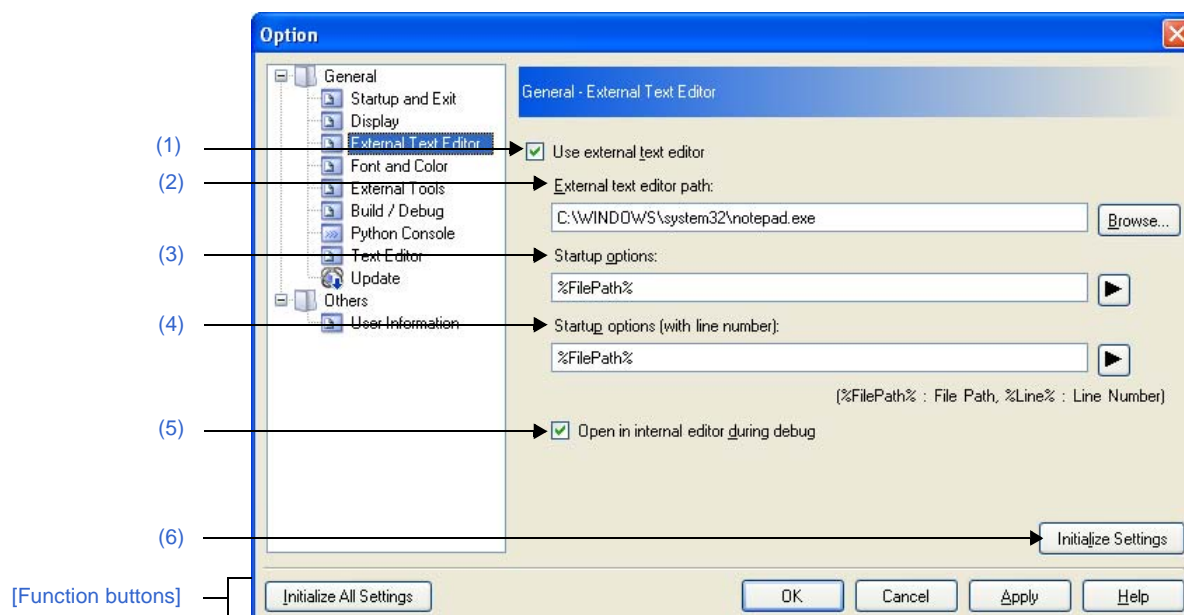 Option
General
Startup and Exit
Display
External Text Editor
Font and Color
External Tools
Build / Debug
Python Console
Text Editor
Update
Others
User Information
General - External Text Editor
(1)
Use external text editor
(2)
External text editor path:
C:\WINDOWS\system32\notepad.exe
Browse...
(3)
Startup options:
%FilePath%
(4)
Startup options (with line number):
%FilePath%
(%FilePath% : File Path, %Line% : Line Number)
(5)
Open in internal editor during debug
(6)
Initialize Settings
[Function buttons]
Initialize All Settings
OK
Cancel
Apply
Help